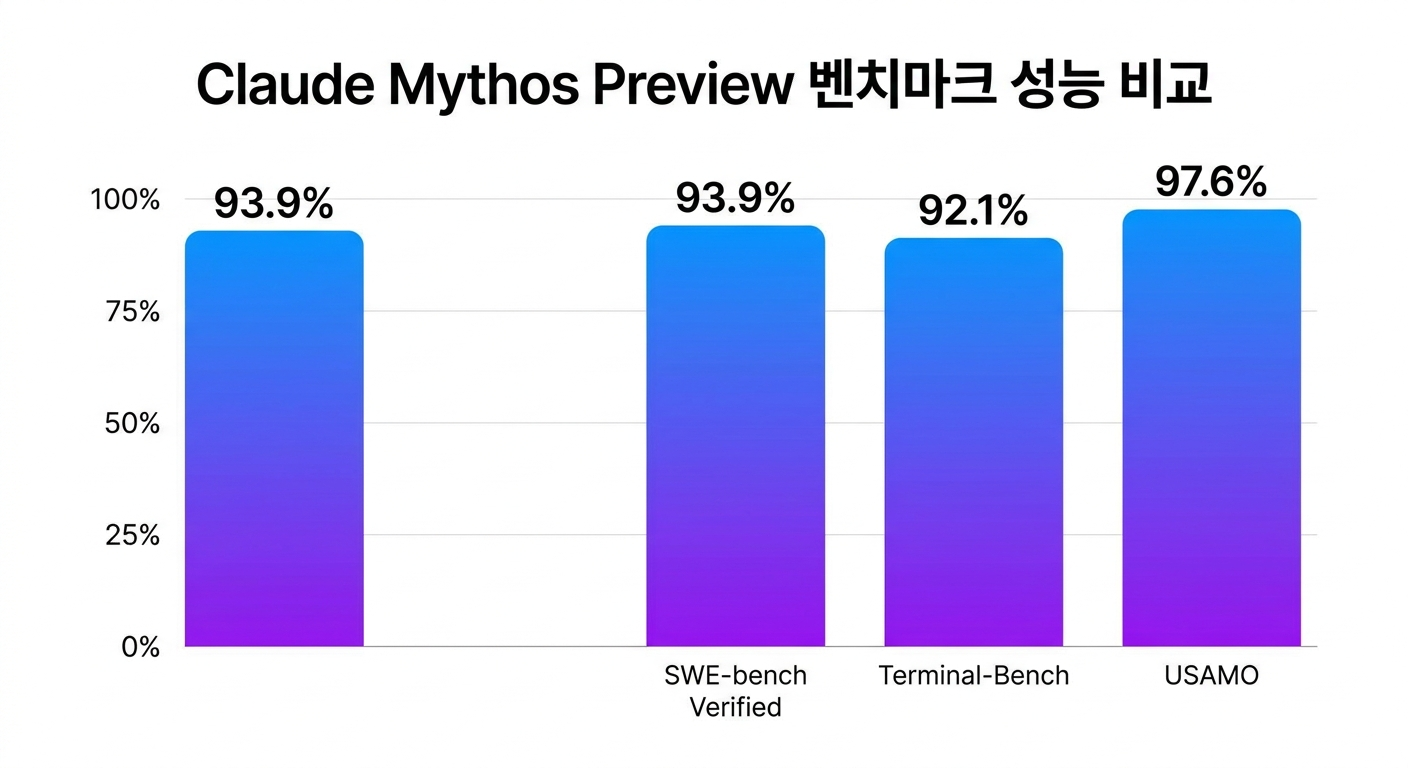 Claude Mythos Preview 벤치마크 성능 비교
100%
75%
50%
25%
0%
93.9%
93.9%
92.1%
97.6%
SWE-bench
Verified
Terminal-Bench
USAMO